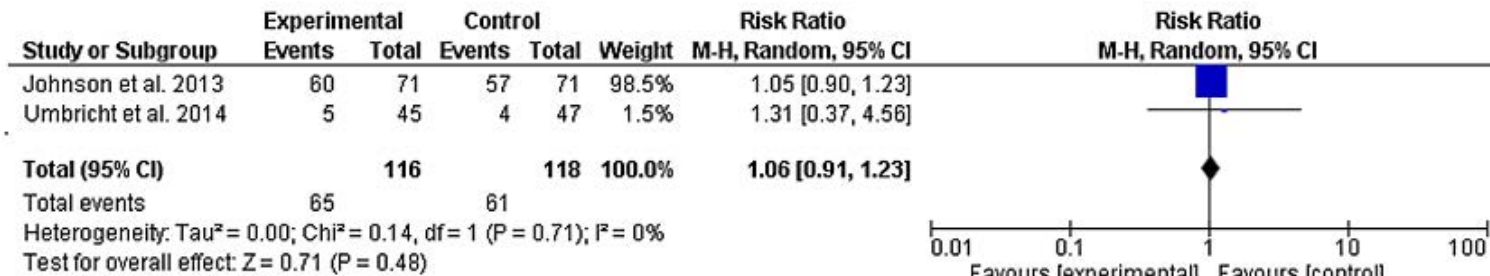 Experimental Control Risk Ratio Risk Ratio
Study or Subgroup Events Total Events Total Weight M-H, Random, 95% CI M-H, Random, 95% CI
Johnson et al. 2013 60 71 57 71 98.5% 1.05 [0.90, 1.23]
Umbricht et al. 2014 5 45 4 47 1.5% 1.31 [0.37, 4.56]
Total (95% CI) 116 118 100.0% 1.06 [0.91, 1.23]
Total events 65 61
Heterogeneity: Tau² = 0.00; Chi² = 0.14, df = 1 (P = 0.71); I² = 0%
Test for overall effect: Z = 0.71 (P = 0.48)
0.01 0.1 1 10 100
Favours [experimental] Favours [control]